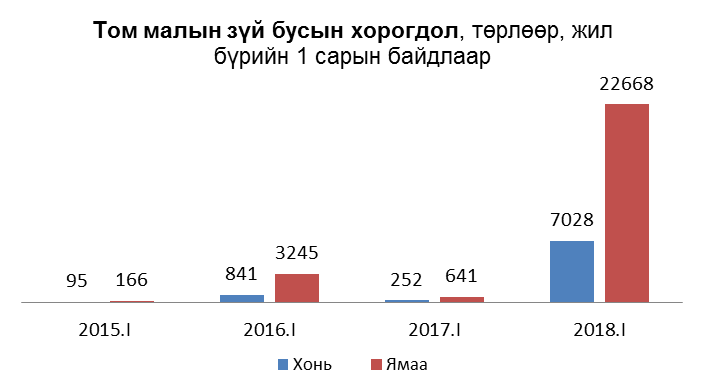 Том малын зүй бусын хорогдол, төрлөөр, жил
бүрийн 1 сарын байдлаар
22668
7028
3245
841
641
252
166
95
2015.I
2016.I
2017.I
2018.I
Хонь
Ямаа